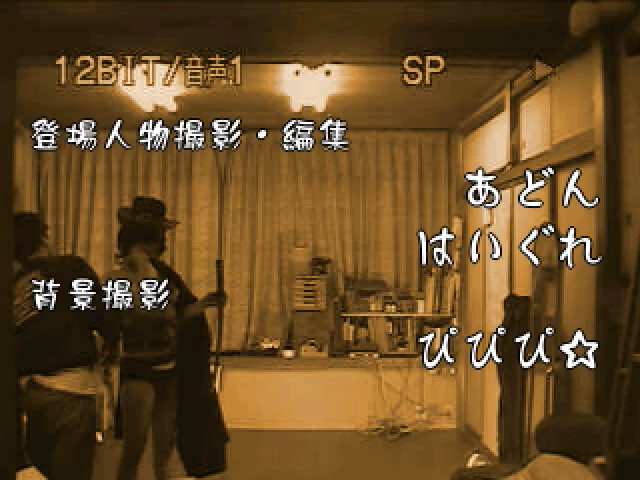 12BIT/音声1 SP
登場人物撮影・編集
あどん
はいぐれ
背景撮影
ぴぴぴ☆